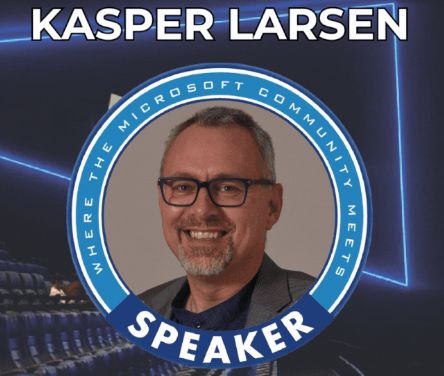 KASPER LARSEN
WHERE THE MICROSOFT COMMUNITY MEETS
SPEAKER